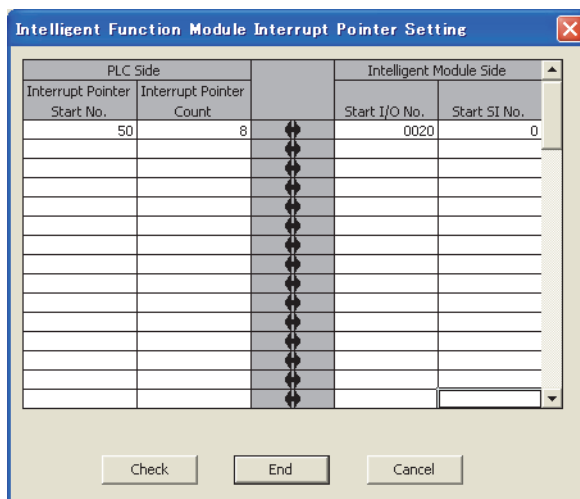 Intelligent Function Module Interrupt Pointer Setting
PLC Side
Intelligent Module Side
Interrupt Pointer
Start No.
Interrupt Pointer
Count
Start I/O No.
Start SI No.
50
8
0020
0
Check
End
Cancel